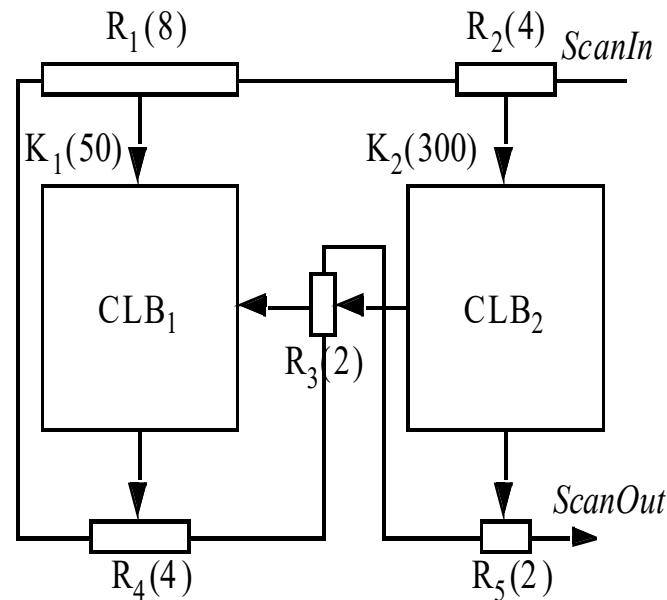 R₁(8)
R₂(4)
ScanIn
K₁(50)
K₂(300)
CLB₁
CLB₂
R₃(2)
ScanOut
R₄(4)
R₅(2)